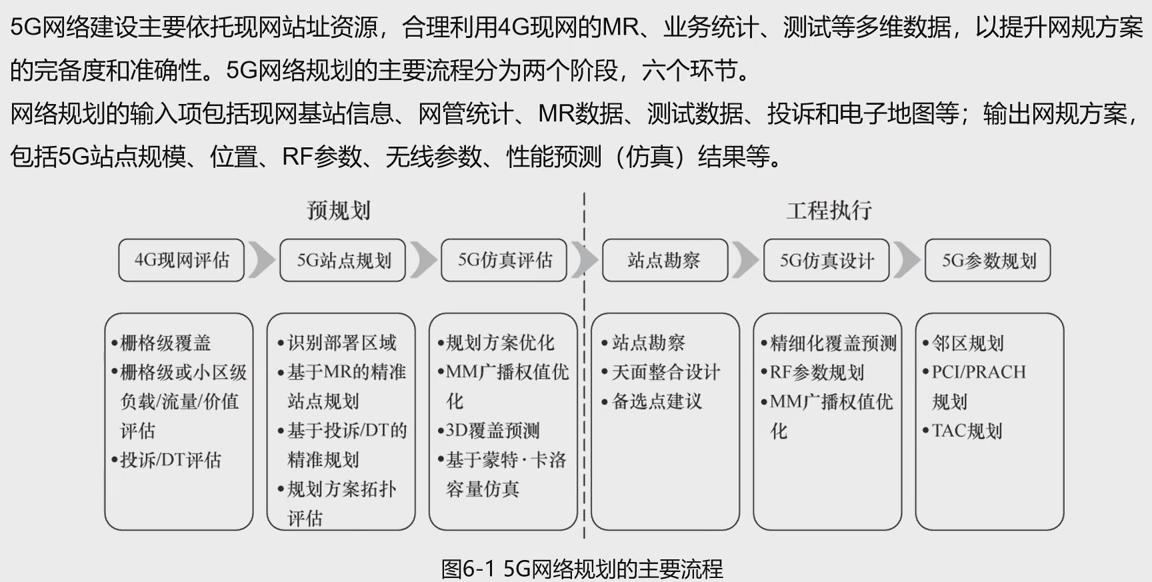 5G网络建设主要依托现网站址资源，合理利用4G现网的MR、业务统计、测试等多维数据，以提升网规方案
的完备度和准确性。5G网络规划的主要流程分为两个阶段，六个环节。
网络规划的输入项包括现网基站信息、网管统计、MR数据、测试数据、投诉和电子地图等；输出网规方案，
包括5G站点规模、位置、RF参数、无线参数、性能预测（仿真）结果等。
预规划
工程执行
4G现网评估
5G站点规划
5G仿真评估
站点勘察
5G仿真设计
5G参数规划
•栅格级覆盖
•栅格级或小区级
负载/流量/价值
评估
•投诉/DT评估
•识别部署区域
•基于MR的精准
站点规划
•基于投诉/DT的
精准规划
•规划方案拓扑
评估
•规划方案优化
•MM广播权值优
化
•3D覆盖预测
•基于蒙特·卡洛
容量仿真
•站点勘察
•天面整合设计
•备选点建议
•精细化覆盖预测
•RF参数规划
•MM广播权值优
化
•邻区规划
•PCI/PRACH
规划
•TAC规划
图6-1 5G网络规划的主要流程